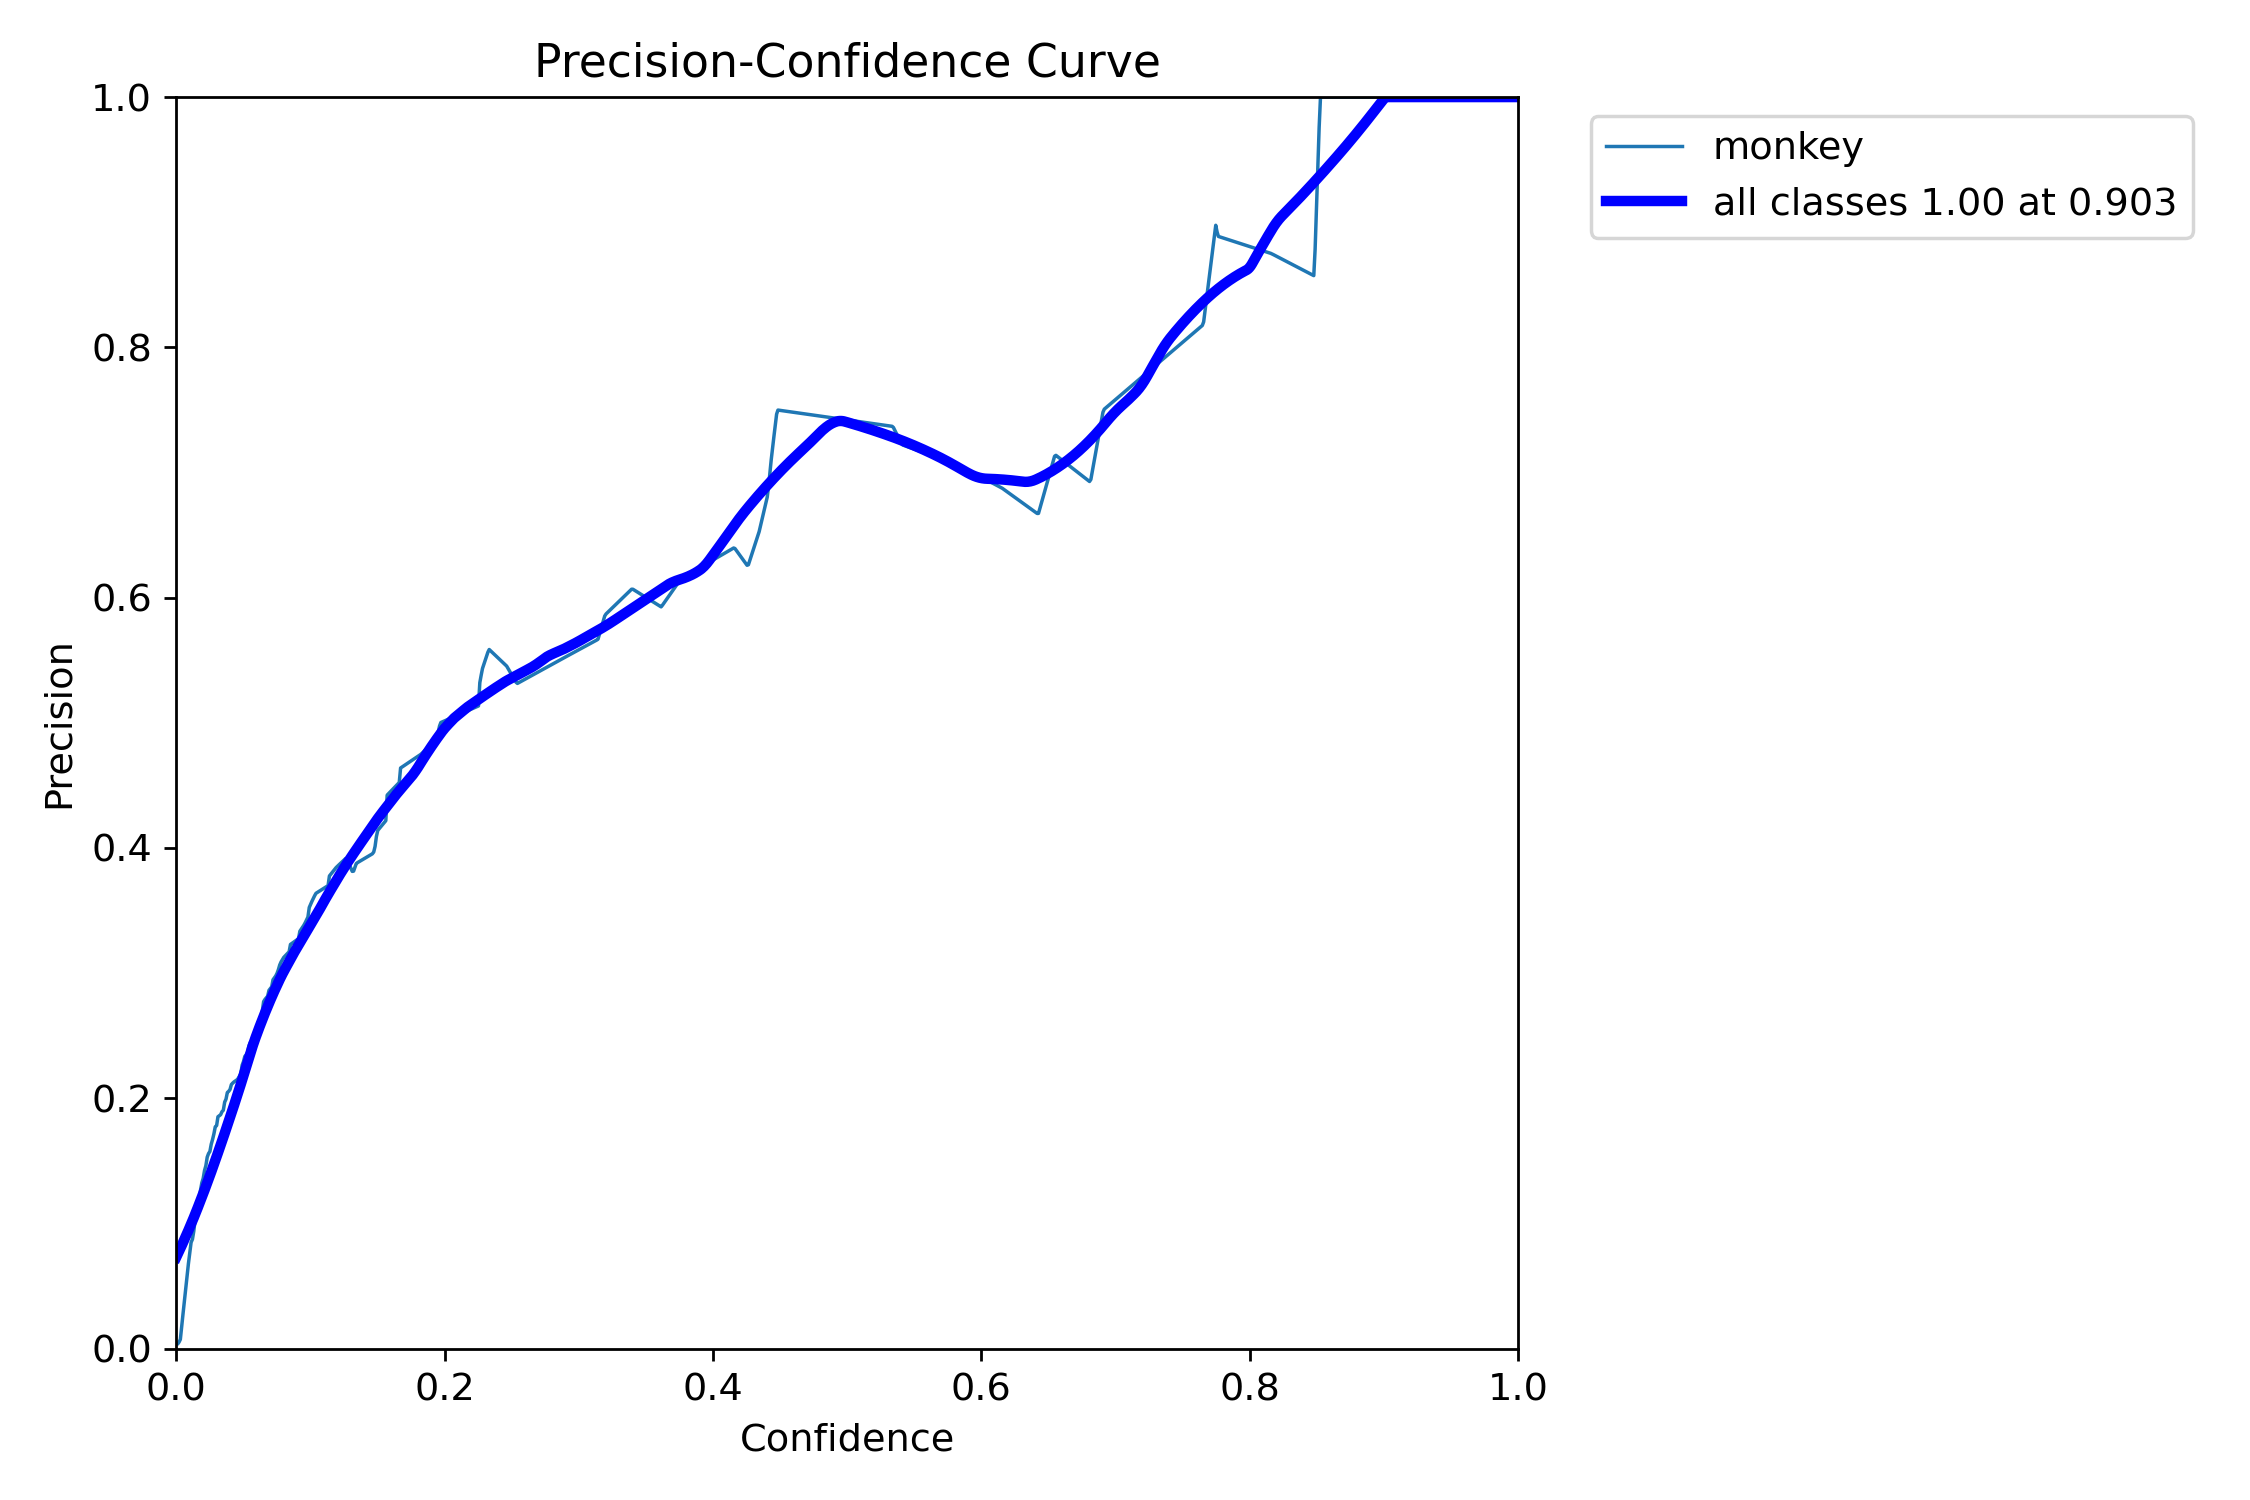 Precision-Confidence Curve
monkey
all classes 1.00 at 0.903
Precision
1.0
0.8
0.6
0.4
0.2
0.0
0.0 0.2 0.4 0.6 0.8 1.0
Confidence